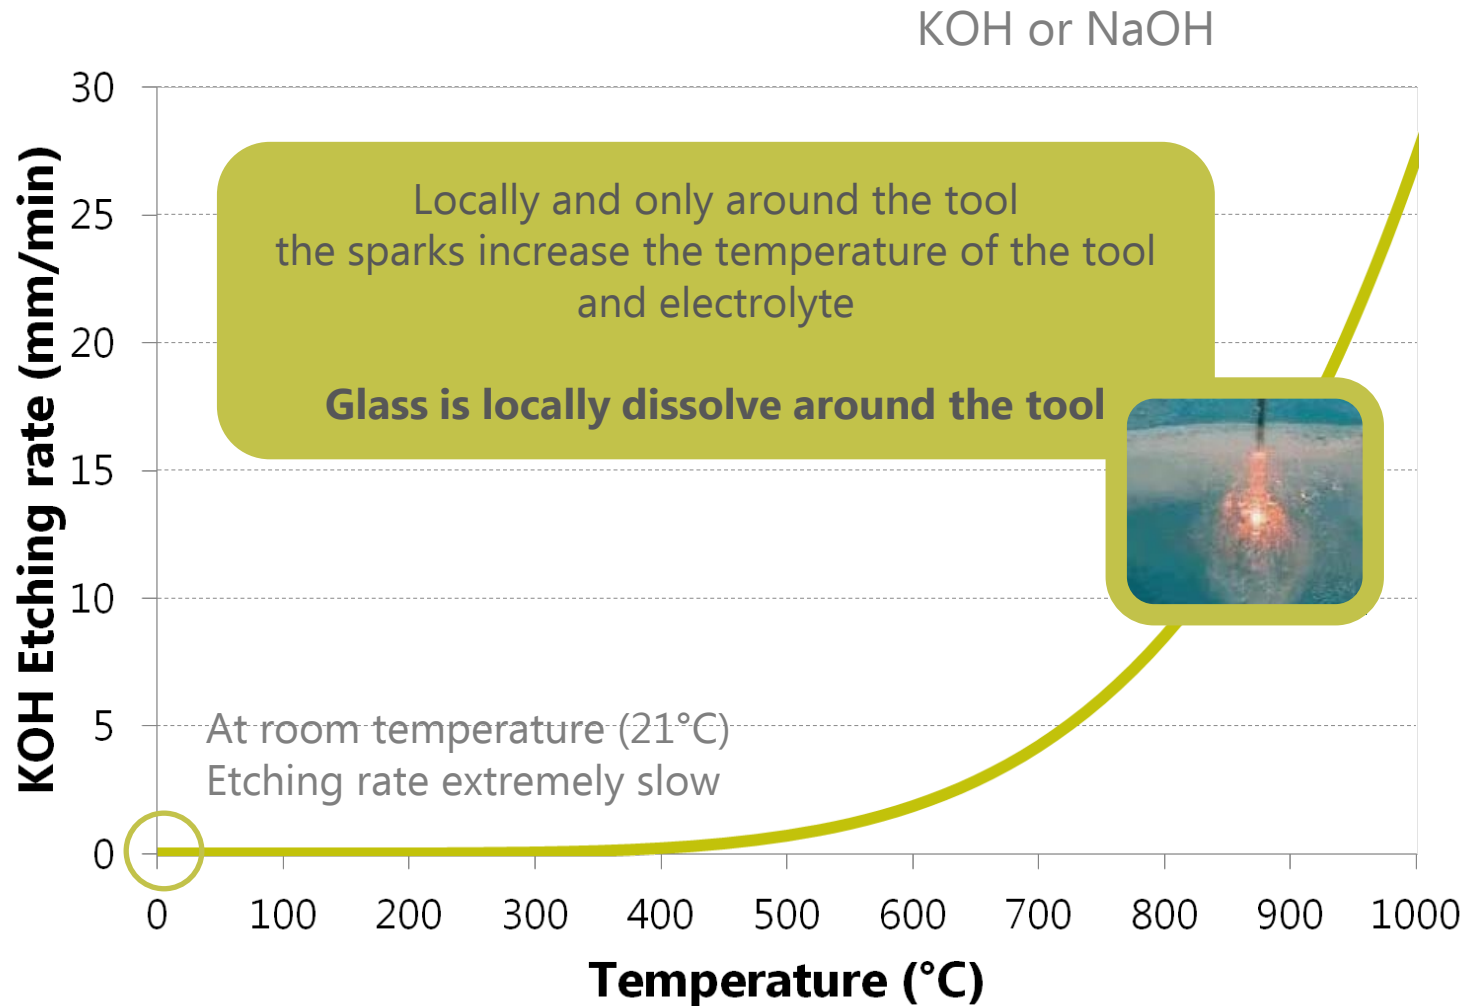 KOH or NaOH
KOH Etching rate (mm/min)
30
25
20
15
10
5
0
Locally and only around the tool
the sparks increase the temperature of the tool
and electrolyte
Glass is locally dissolve around the tool
At room temperature (21°C)
Etching rate extremely slow
0 100 200 300 400 500 600 700 800 900 1000
Temperature (°C)